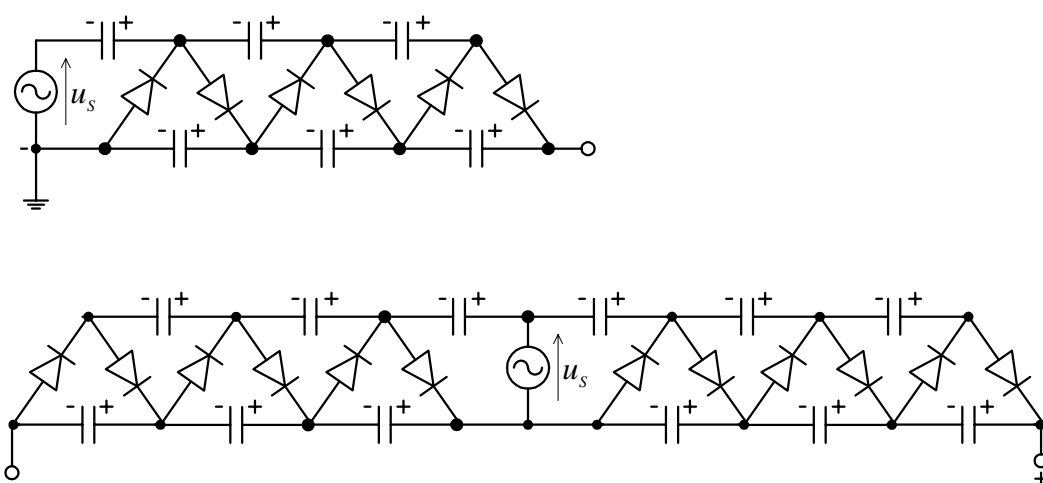 - + - + - +
u_S
- + - + - +
-
- + - + - + - + - + - +
u_S
- + - + - + - + - + - +
+